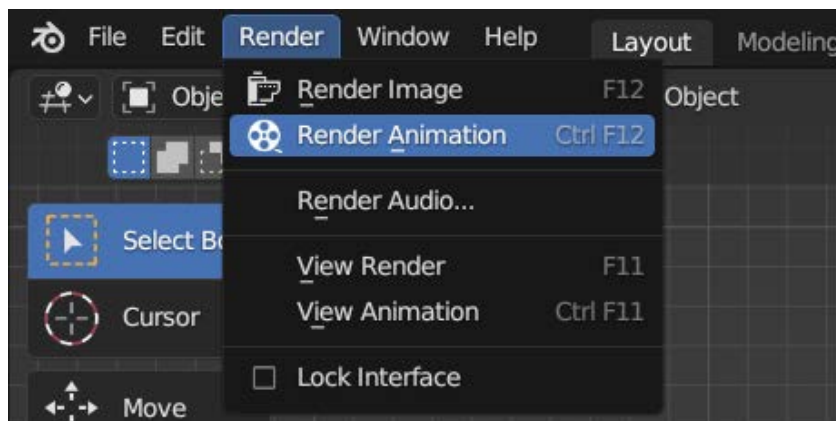 File Edit Render Window Help Layout Modeling
Obje Object
Render Image F12
Render Animation Ctrl F12
Render Audio...
View Render F11
View Animation Ctrl F11
Lock Interface
Select Bo
Cursor
Move